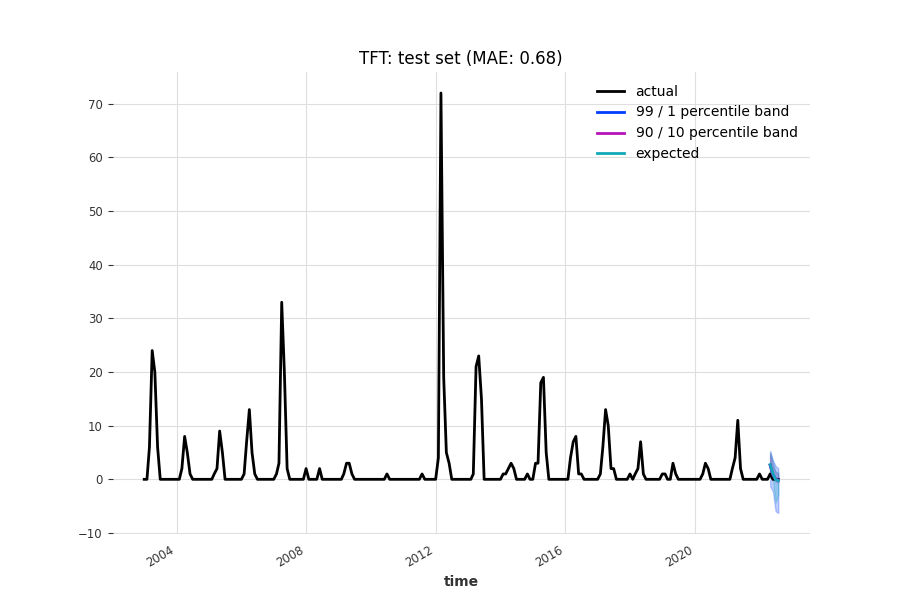 TFT: test set (MAE: 0.68)
actual
99 / 1 percentile band
90 / 10 percentile band
expected
70
60
50
40
30
20
10
0
−10
2004
2008
2012
2016
2020
time